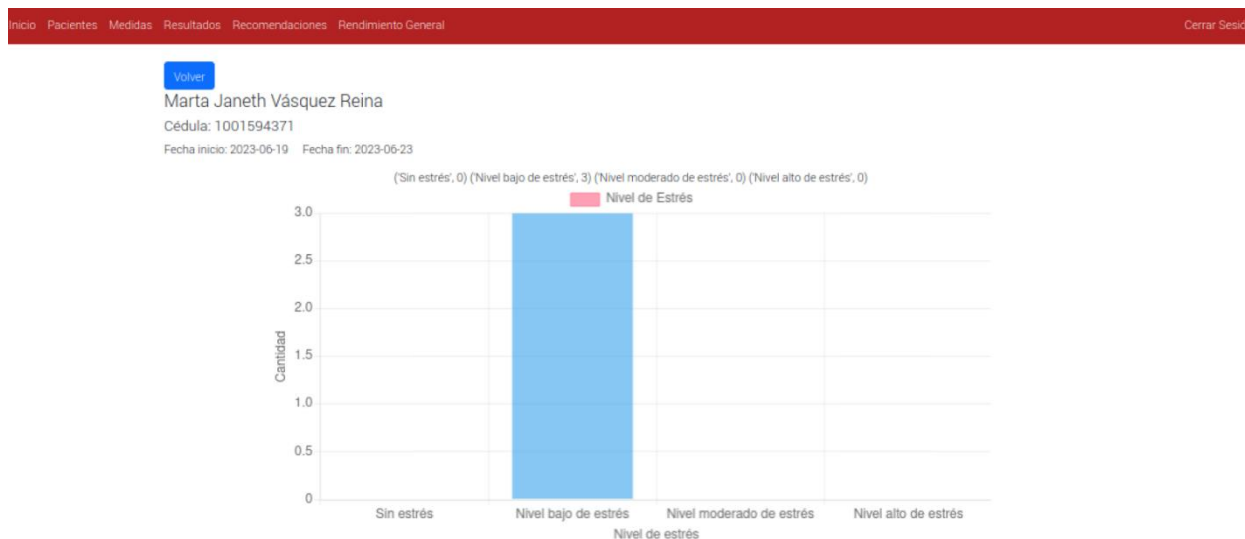 Inicio Pacientes Medidas Resultados Recomendaciones Rendimiento General Cerrar Sesió
Volver
Marta Janeth Vásquez Reina
Cédula: 1001594371
Fecha inicio: 2023-06-19 Fecha fin: 2023-06-23
('Sin estrés', 0) ('Nivel bajo de estrés', 3) ('Nivel moderado de estrés', 0) ('Nivel alto de estrés', 0)
Nivel de Estrés
3.0
2.5
2.0
1.5
1.0
0.5
0
Cantidad
Sin estrés Nivel bajo de estrés Nivel moderado de estrés Nivel alto de estrés
Nivel de estrés